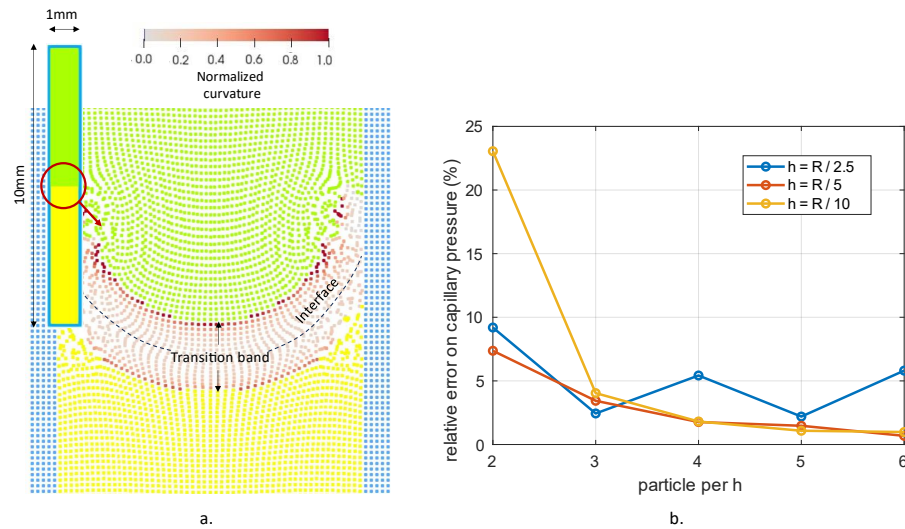 1mm
0.0 0.2 0.4 0.6 0.8 1.0
Normalized
curvature
10mm
Interface
Transition band
a.
relative error on capillary pressure (%)
25
20
15
10
5
0
2 3 4 5 6
particle per h
h = R / 2.5
h = R / 5
h = R / 10
b.